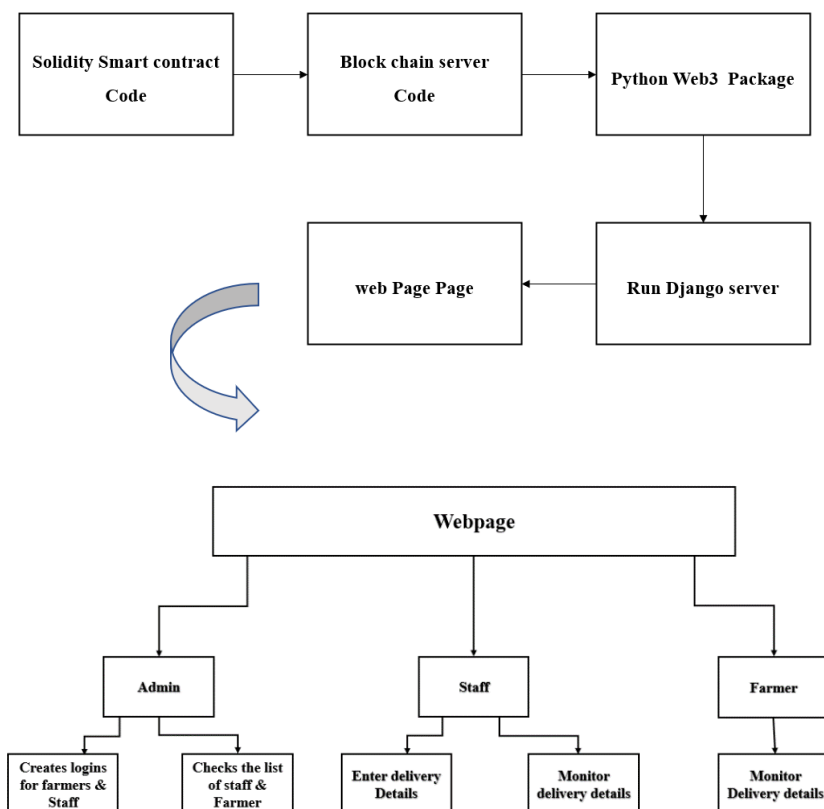 Solidity Smart contract
Code
Block chain server
Code
Python Web3 Package
web Page Page
Run Django server
Webpage
Admin
Staff
Farmer
Creates logins
for farmers &
Staff
Checks the list
of staff &
Farmer
Enter delivery
Details
Monitor
delivery details
Monitor
Delivery details